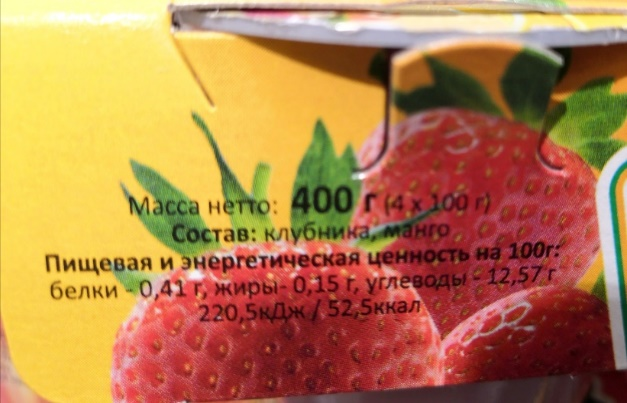 Масса нетто: 400 г (4 х 100 г)
Состав: клубника, манго
Пищевая и энергетическая ценность на 100г:
белки - 0,41 г, жиры- 0,15 г, углеводы - 12,57 г
220,5кДж / 52,5ккал